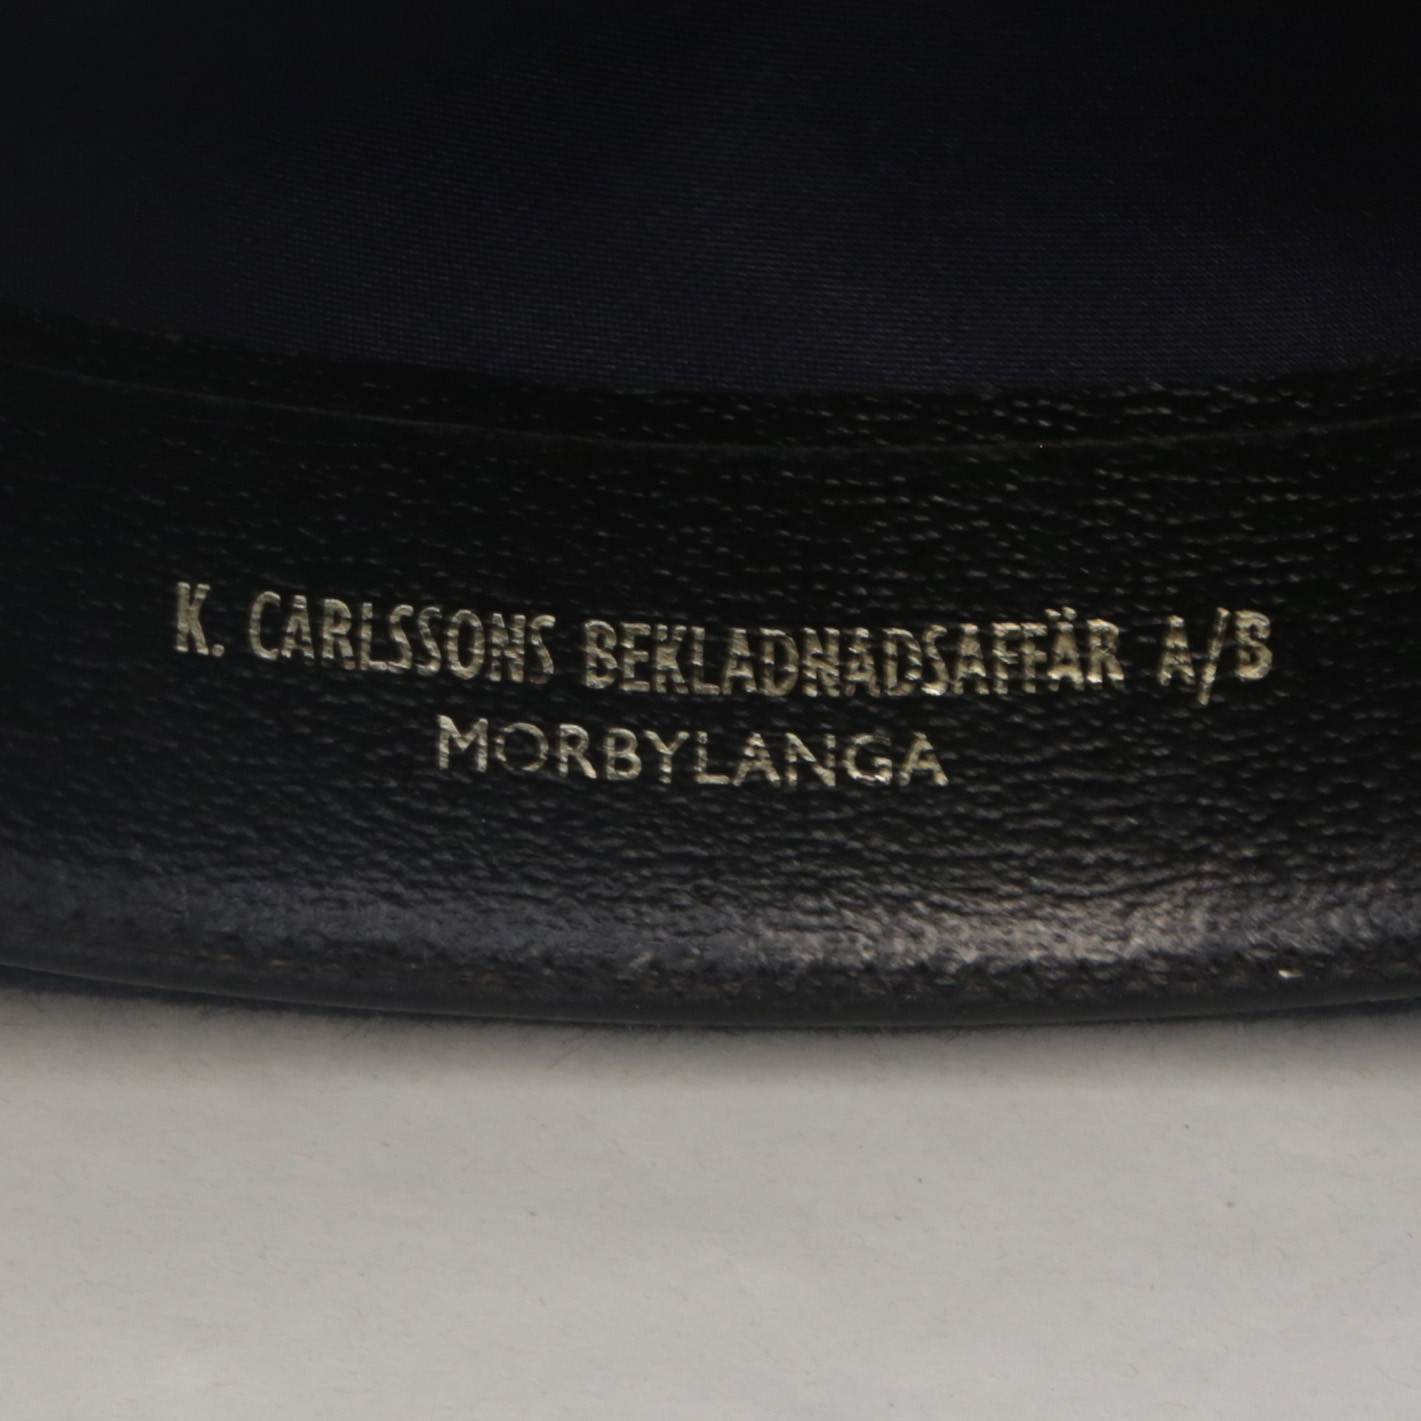 K. CARLSSONS BEKLADNADSAFFÄR A/B
MORBYLANGA